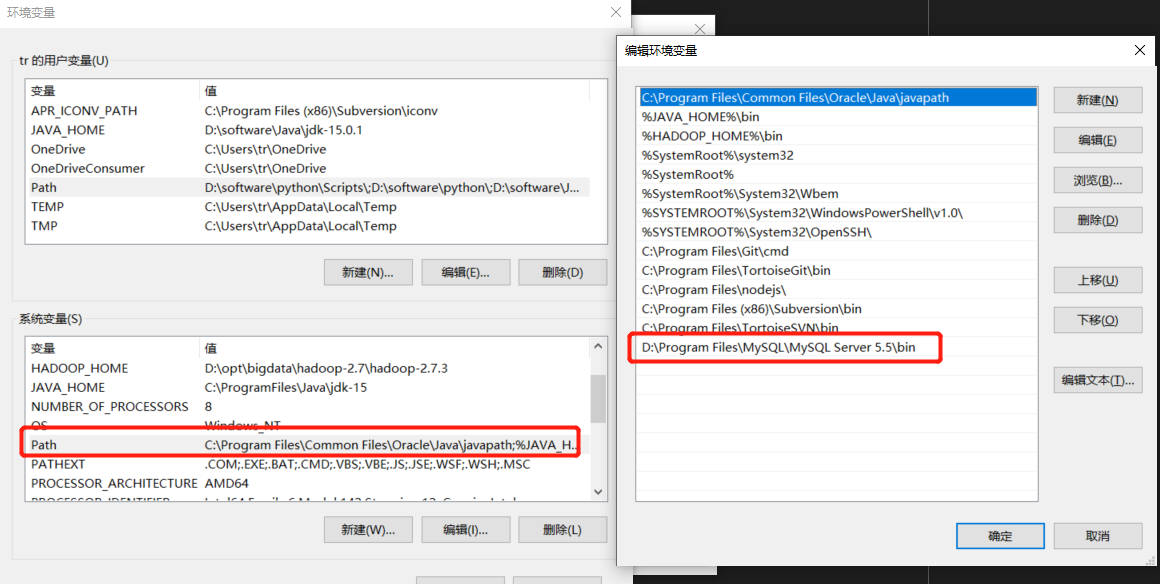 环境变量
tr 的用户变量(U)
变量 值
APR_ICONV_PATH C:\Program Files (x86)\Subversion\iconv
JAVA_HOME D:\software\Java\jdk-15.0.1
OneDrive C:\Users\tr\OneDrive
OneDriveConsumer C:\Users\tr\OneDrive
Path D:\software\python\Scripts\;D:\software\python\;D:\software\J...
TEMP C:\Users\tr\AppData\Local\Temp
TMP C:\Users\tr\AppData\Local\Temp
新建(N)... 编辑(E)... 删除(D)
系统变量(S)
变量 值
HADOOP_HOME D:\opt\bigdata\hadoop-2.7\hadoop-2.7.3
JAVA_HOME C:\ProgramFiles\Java\jdk-15
NUMBER_OF_PROCESSORS 8
OS Windows_NT
Path C:\Program Files\Common Files\Oracle\Java\javapath;%JAVA_H...
PATHEXT .COM;.EXE;.BAT;.CMD;.VBS;.VBE;.JS;.JSE;.WSF;.WSH;.MSC
PROCESSOR_ARCHITECTURE AMD64
PROCESSOR_IDENTIFIER
新建(W)... 编辑(I)... 删除(L)
编辑环境变量
C:\Program Files\Common Files\Oracle\Java\javapath
%JAVA_HOME%\bin
%HADOOP_HOME%\bin
%SystemRoot%\system32
%SystemRoot%
%SystemRoot%\System32\Wbem
%SYSTEMROOT%\System32\WindowsPowerShell\v1.0\
%SYSTEMROOT%\System32\OpenSSH\
C:\Program Files\Git\cmd
C:\Program Files\TortoiseGit\bin
C:\Program Files\nodejs\
C:\Program Files (x86)\Subversion\bin
C:\Program Files\TortoiseSVN\bin
D:\Program Files\MySQL\MySQL Server 5.5\bin
新建(N)
编辑(E)
浏览(B)...
删除(D)
上移(U)
下移(O)
编辑文本(T)...
确定 取消